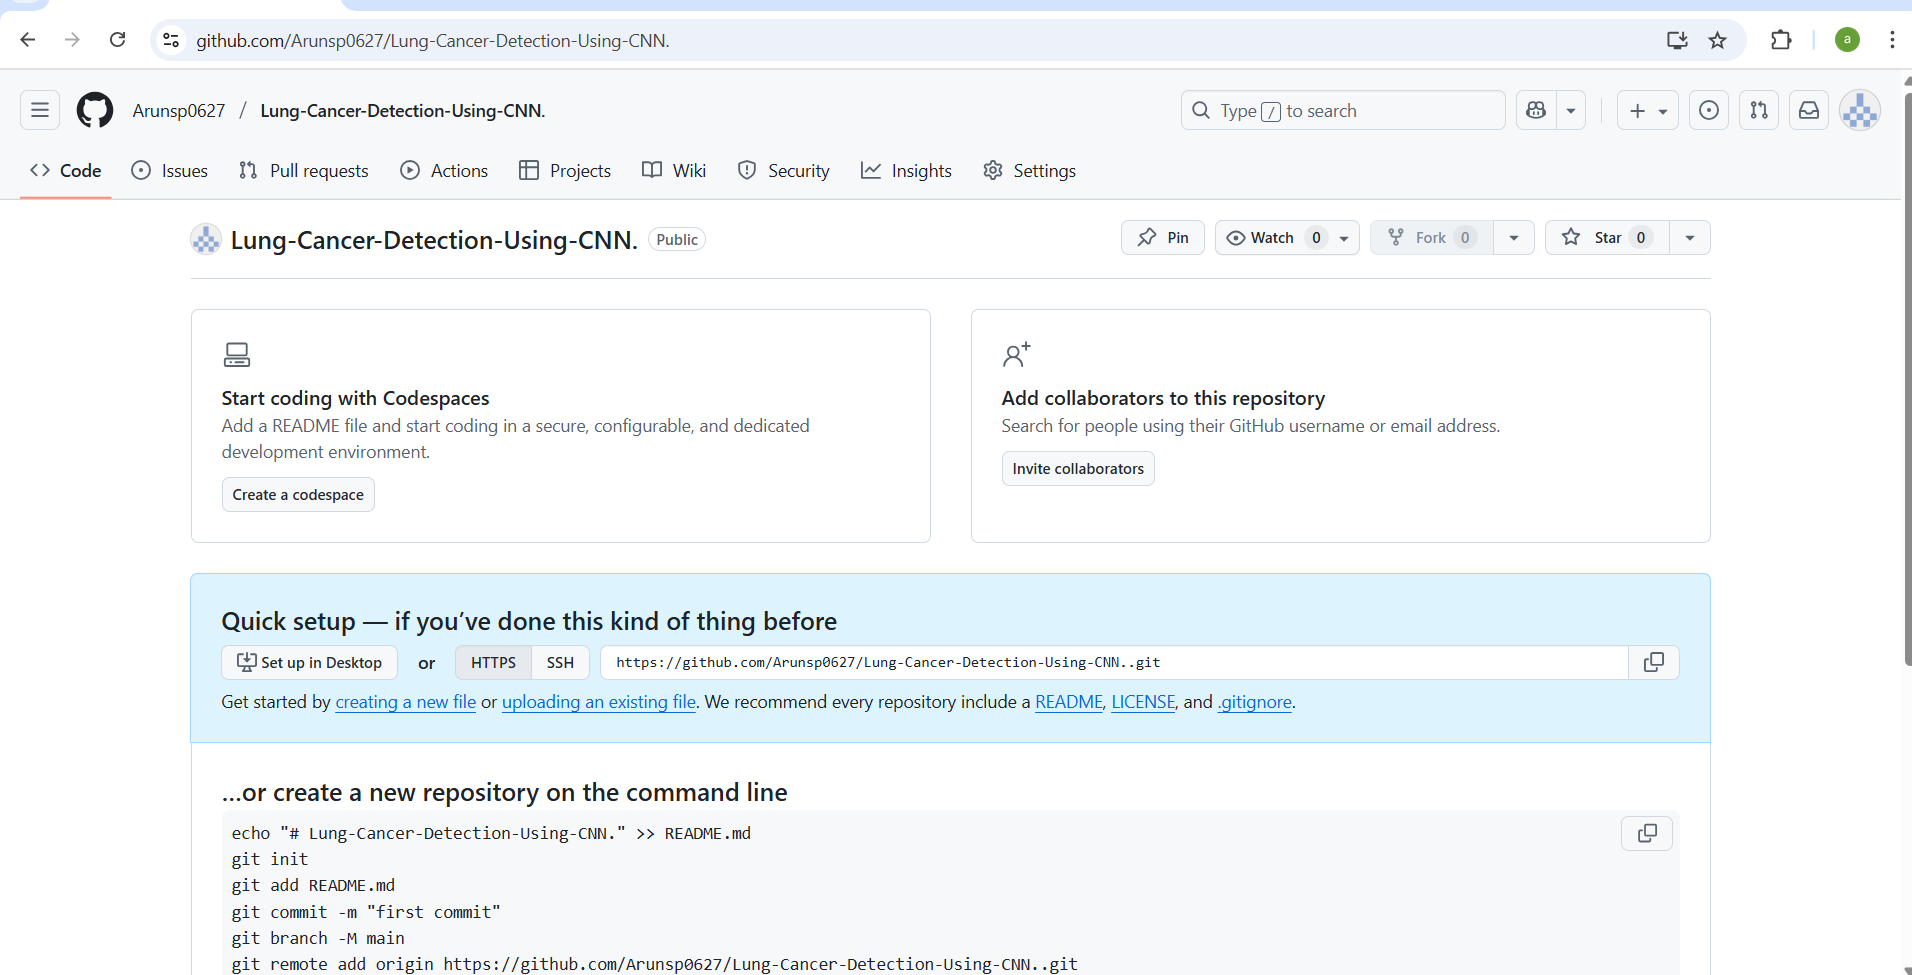 github.com/Arunsp0627/Lung-Cancer-Detection-Using-CNN.
a
Arunsp0627 / Lung-Cancer-Detection-Using-CNN.
Type / to search
Code Issues Pull requests Actions Projects Wiki Security Insights Settings
Lung-Cancer-Detection-Using-CNN. Public
Pin Watch 0 Fork 0 Star 0
Start coding with Codespaces
Add a README file and start coding in a secure, configurable, and dedicated
development environment.
Create a codespace
Add collaborators to this repository
Search for people using their GitHub username or email address.
Invite collaborators
Quick setup — if you’ve done this kind of thing before
Set up in Desktop or HTTPS SSH https://github.com/Arunsp0627/Lung-Cancer-Detection-Using-CNN..git
Get started by creating a new file or uploading an existing file. We recommend every repository include a README, LICENSE, and .gitignore.
…or create a new repository on the command line
echo "# Lung-Cancer-Detection-Using-CNN." >> README.md
git init
git add README.md
git commit -m "first commit"
git branch -M main
git remote add origin https://github.com/Arunsp0627/Lung-Cancer-Detection-Using-CNN..git